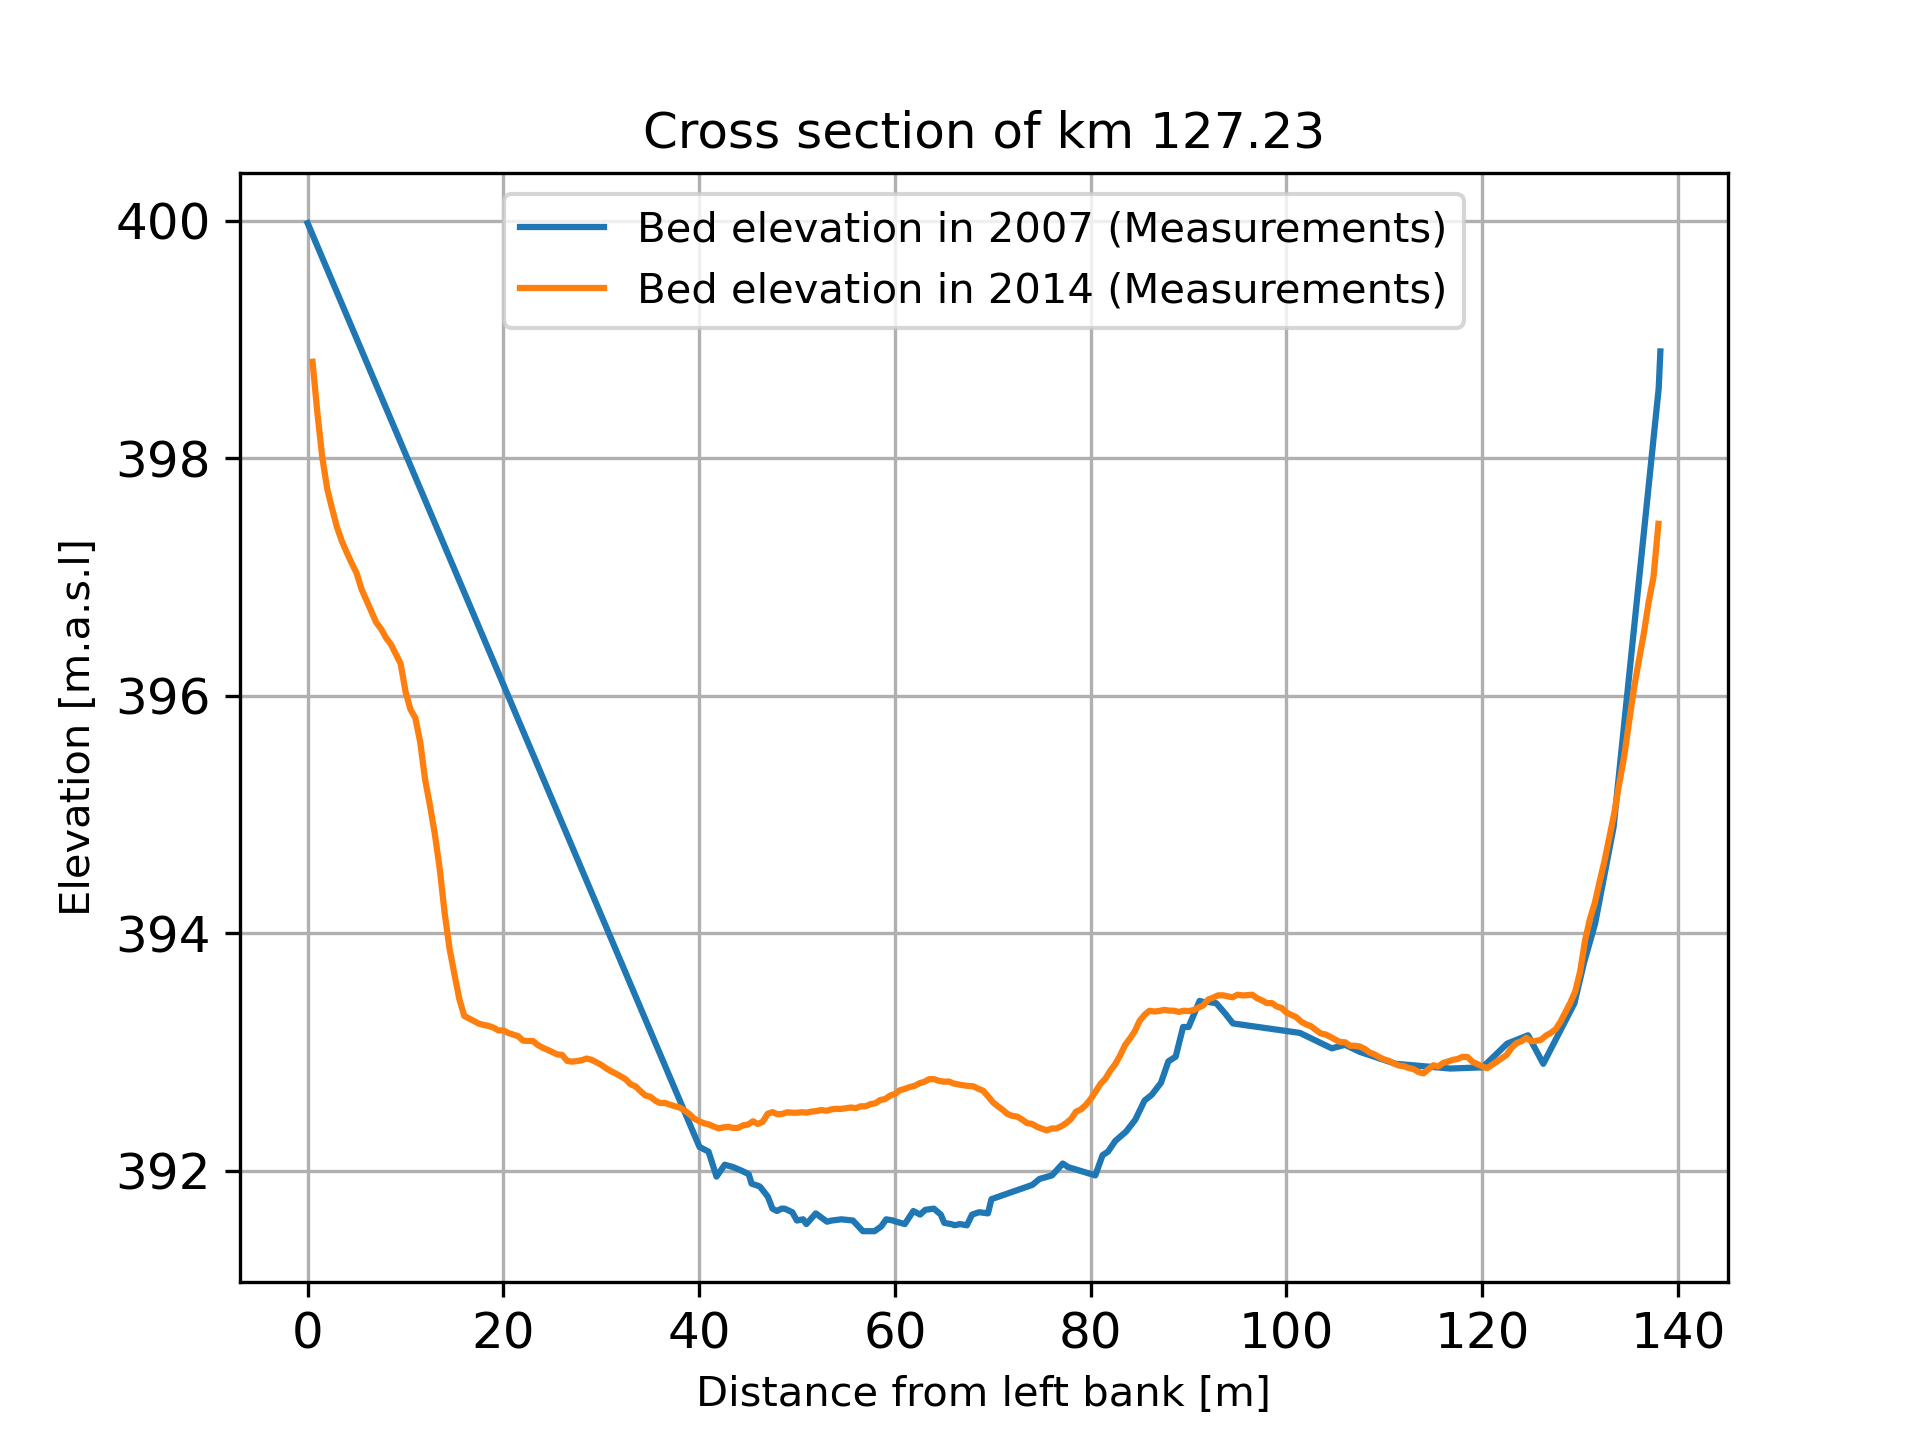 Cross section of km 127.23
Bed elevation in 2007 (Measurements)
Bed elevation in 2014 (Measurements)
Elevation [m.a.s.l]
400
398
396
394
392
0 20 40 60 80 100 120 140
Distance from left bank [m]